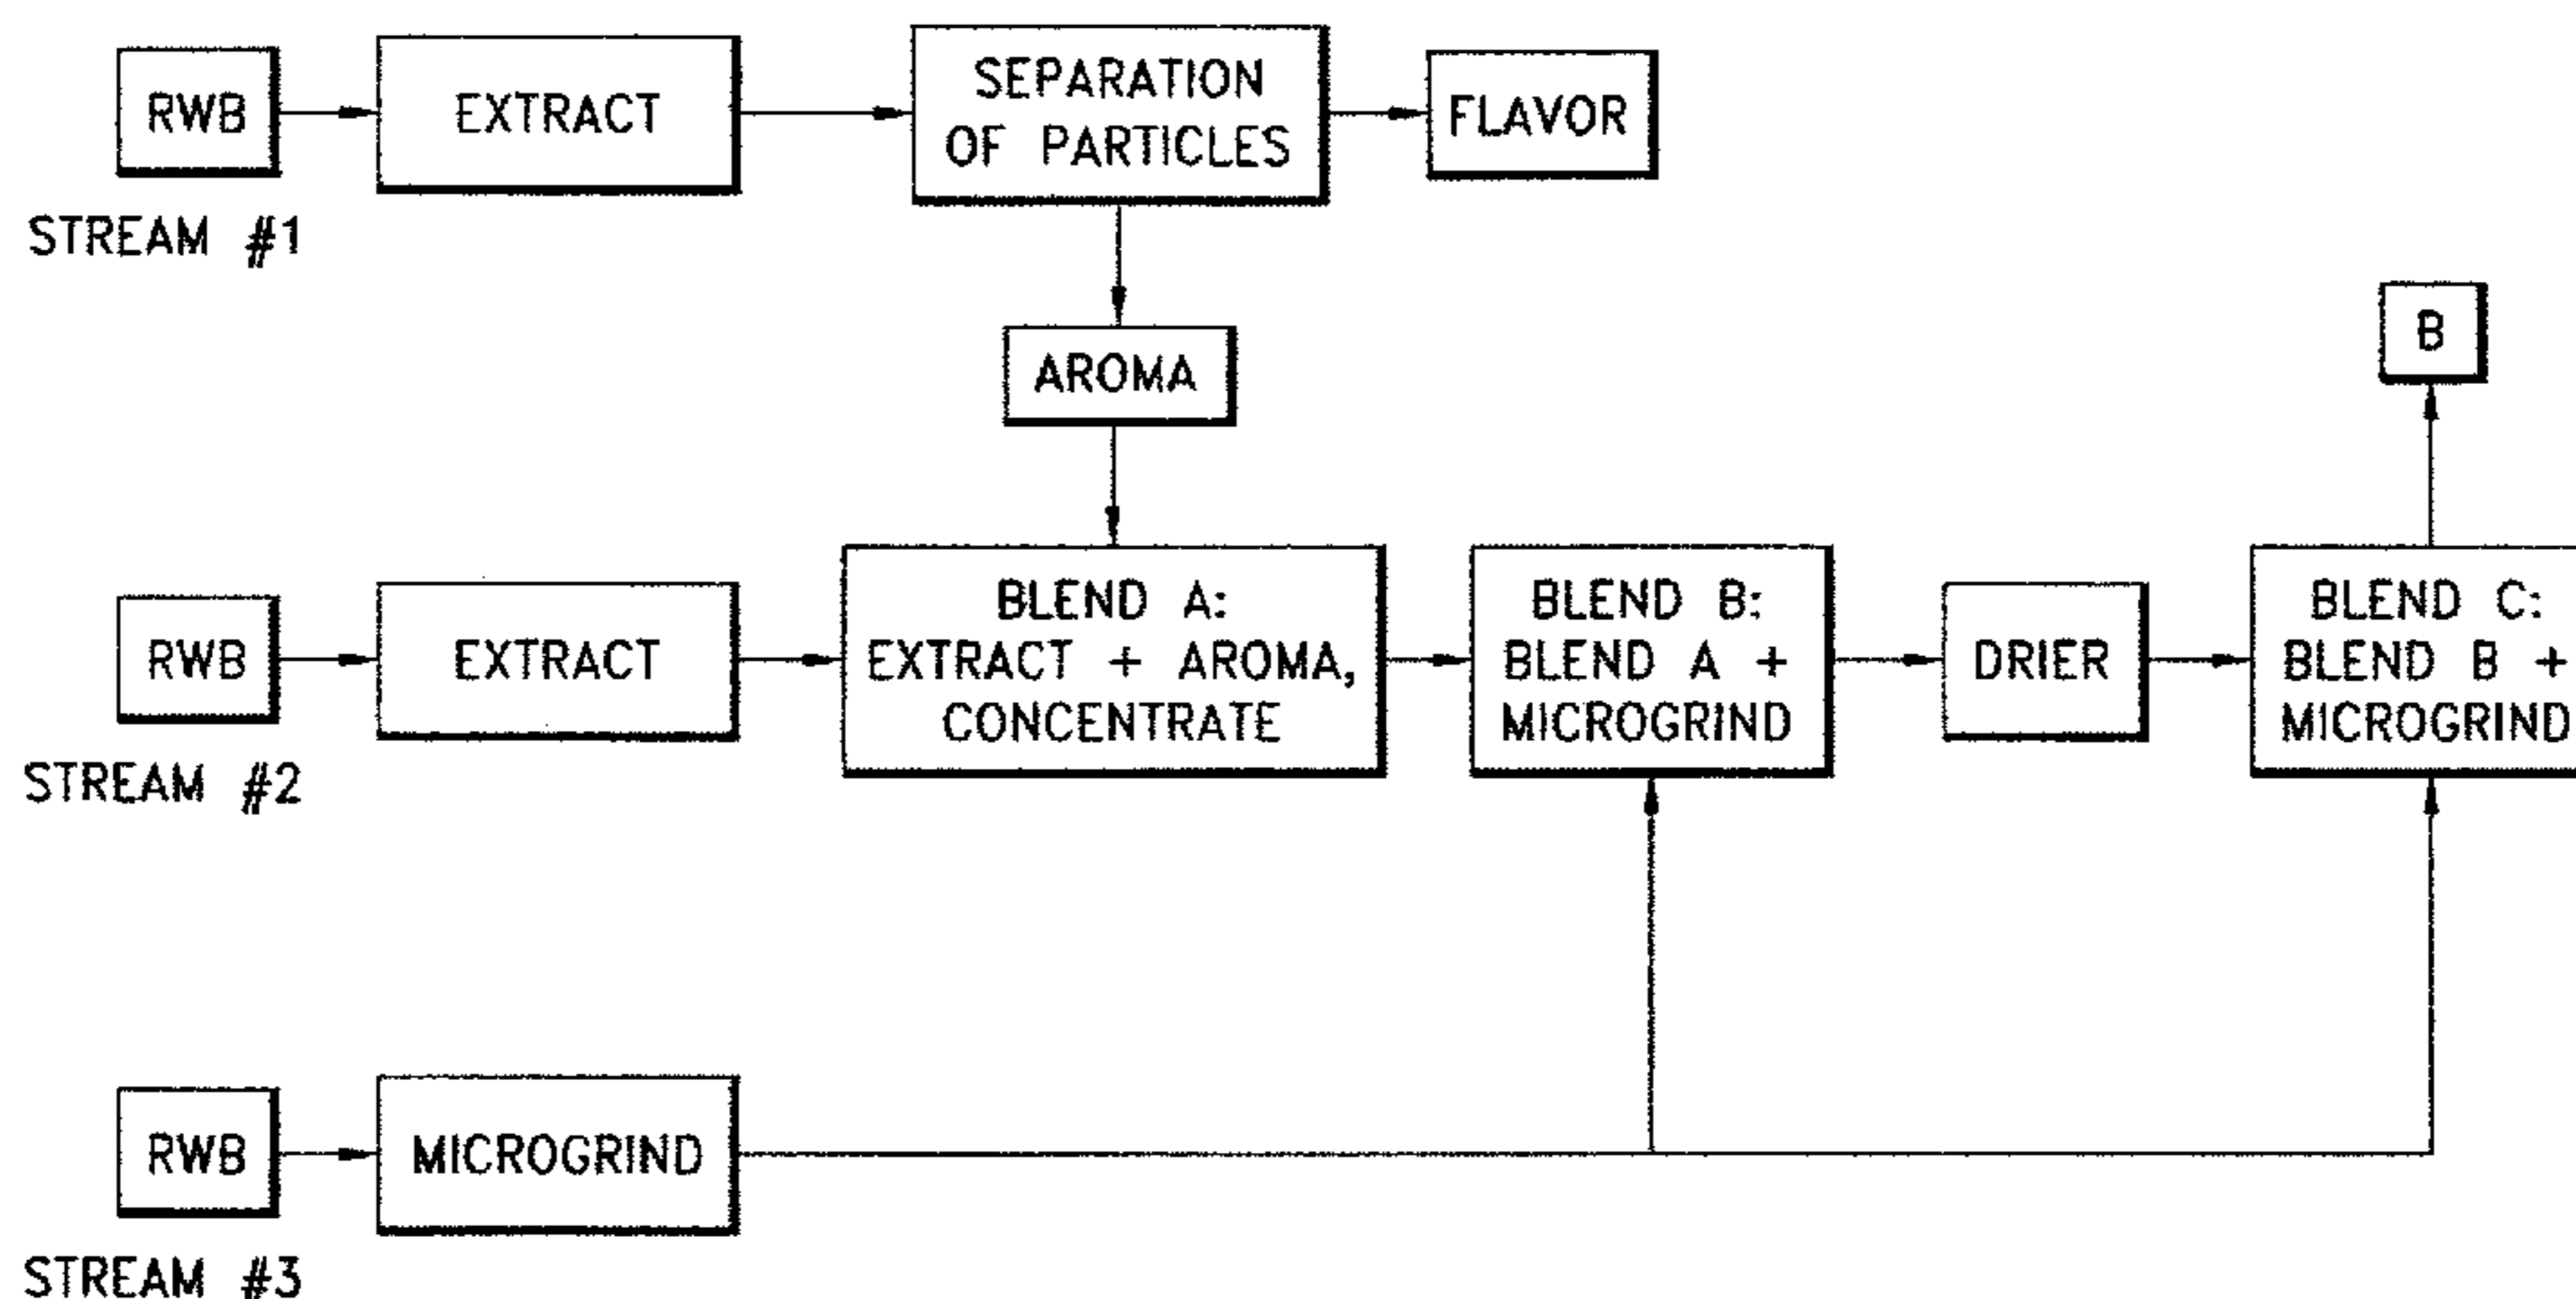 RWB
EXTRACT
SEPARATION
OF PARTICLES
FLAVOR
STREAM #1
AROMA
B
RWB
EXTRACT
BLEND A:
EXTRACT + AROMA,
CONCENTRATE
BLEND B:
BLEND A +
MICROGRIND
DRIER
BLEND C:
BLEND B +
MICROGRIND
STREAM #2
RWB
MICROGRIND
STREAM #3